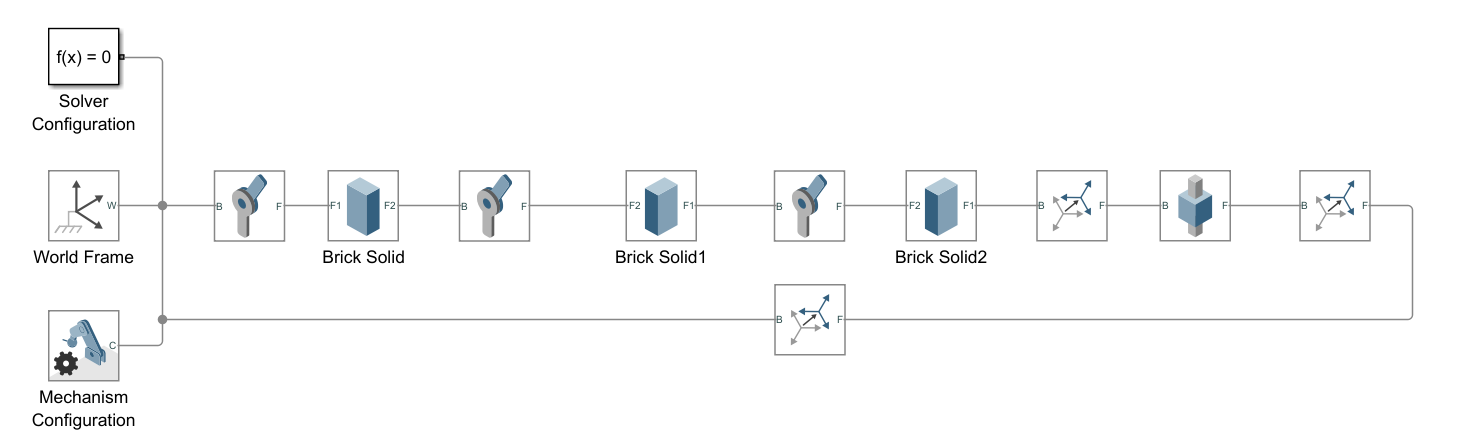 f(x) = 0
Solver
Configuration
W
B
F
F1
F2
B
F
F2
F1
B
F
F2
F1
B
F
B
F
B
F
World Frame
Brick Solid
Brick Solid1
Brick Solid2
B
F
C
Mechanism
Configuration